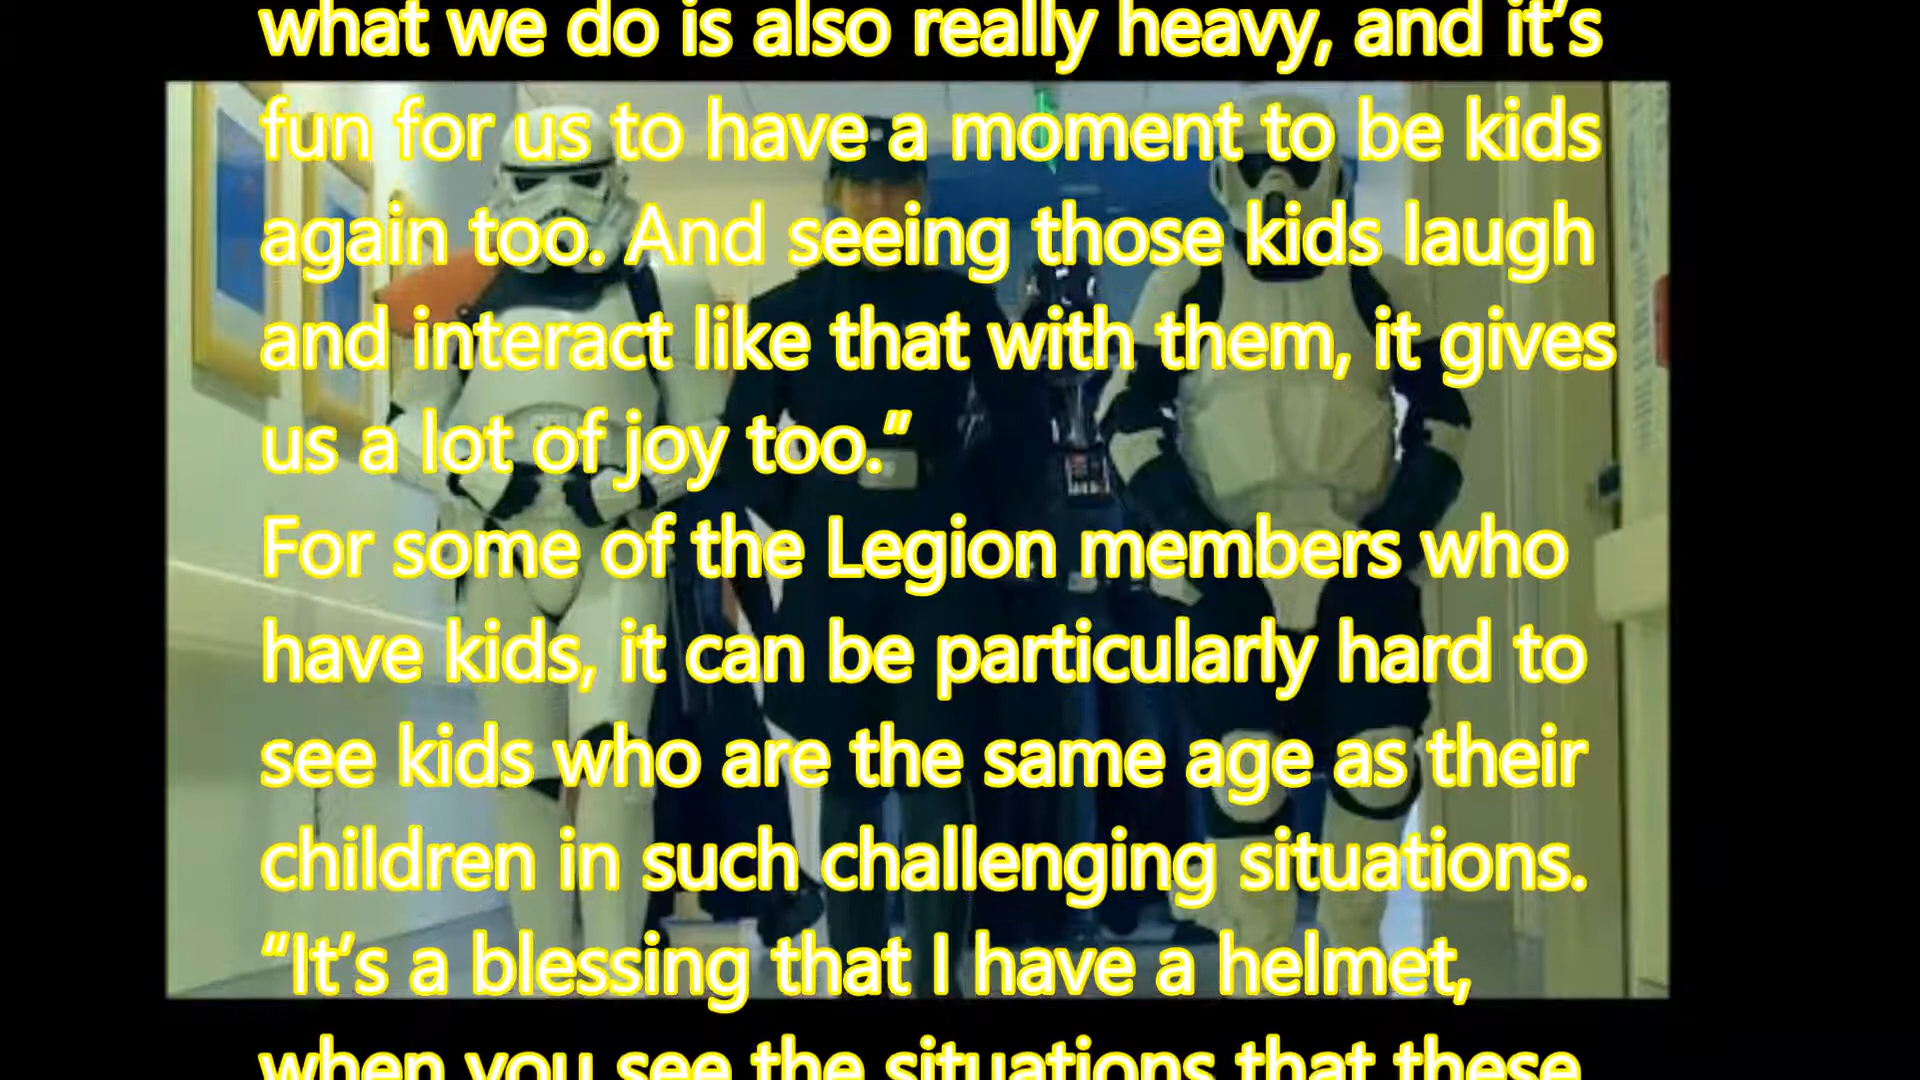 what we do is also really heavy, and it’s
fun for us to have a moment to be kids
again too. And seeing those kids laugh
and interact like that with them, it gives
us a lot of joy too.”
For some of the Legion members who
have kids, it can be particularly hard to
see kids who are the same age as their
children in such challenging situations.
“It’s a blessing that I have a helmet,
when you see the situations that these